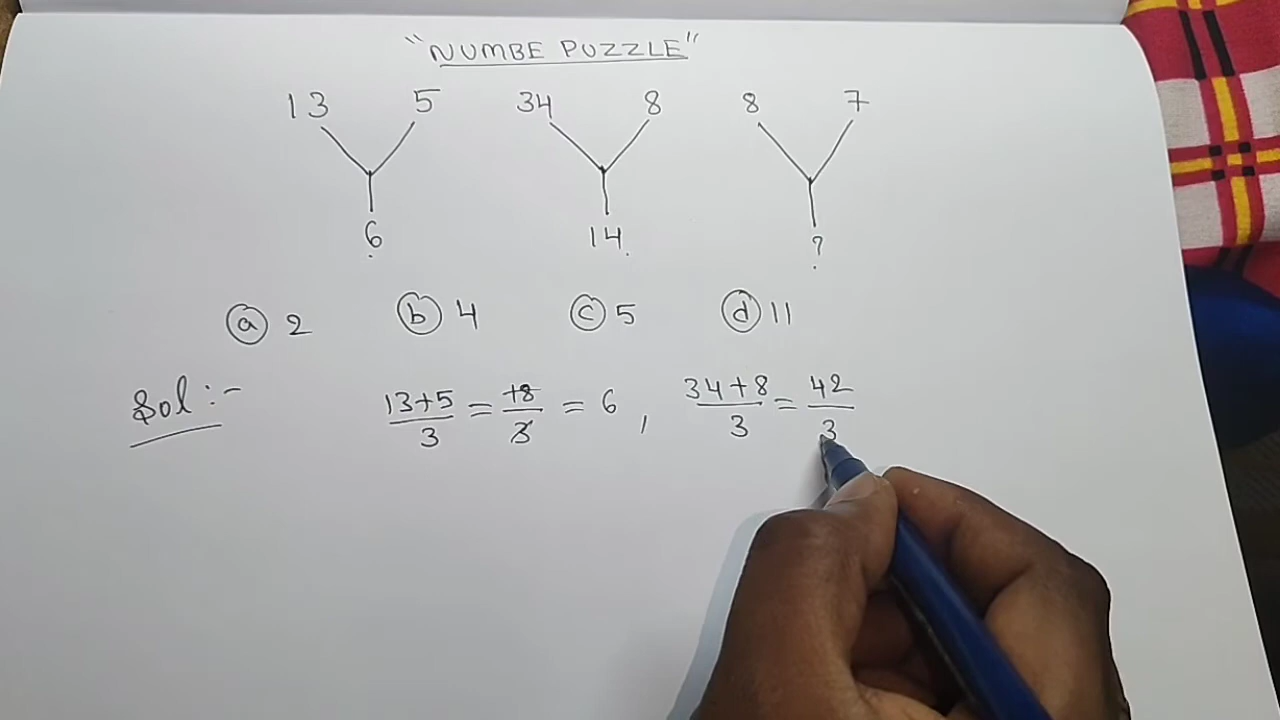 "NUMBE PUZZLE"
13 5 34 8 8 7
6 14. ?
ⓐ 2 ⓑ 4 ⓒ 5 ⓓ 11
Sol :- 13+5/3 = 18/3 = 6 , 34+8/3 = 42/3